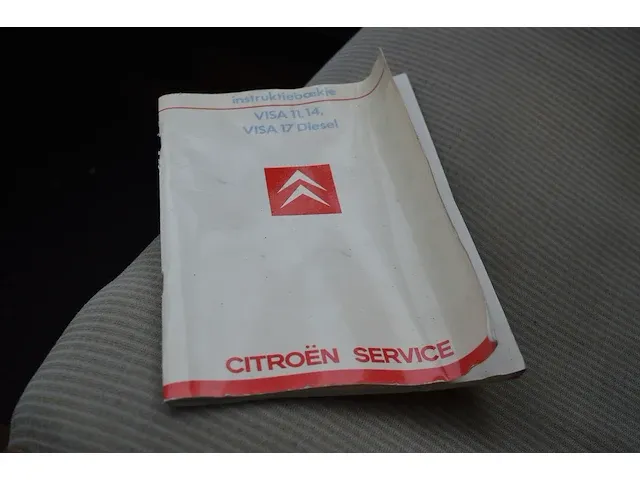 instruktieboekje
VISA 11, 14,
VISA 17 Diesel
CITROËN SERVICE